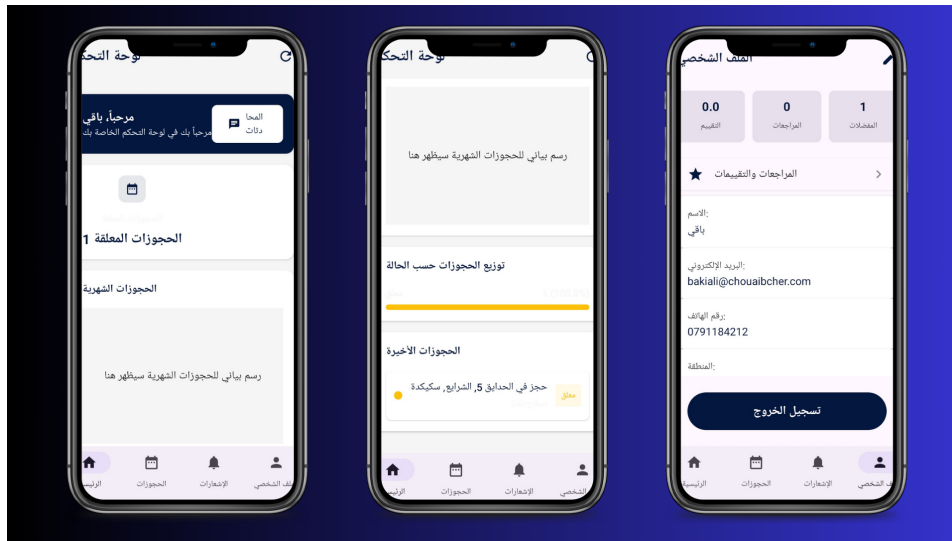 لوحة التحك
المحا
دثات
مرحباً، باقي
مرحباً بك في لوحة التحكم الخاصة بك
الحجوزات المعلقة 1
الحجوزات الشهرية
رسم بياني للحجوزات الشهرية سيظهر هنا
الرئيس
الحجوزات
الإشعارات
ملف الشخصي
لوحة التحك
رسم بياني للحجوزات الشهرية سيظهر هنا
توزيع الحجوزات حسب الحالة
معلق
الحجوزات الأخيرة
حجز في الحدايق 5, الشرايع, سكيكدة
معلق
الرئيس
الحجوزات
الإشعارات
الشخصي
الملف الشخصي
0.0
التقييم
0
المراجعات
1
المفضلات
المراجعات والتقييمات
الاسم:
باقي
البريد الإلكتروني:
bakiali@chouaibcher.com
رقم الهاتف:
0791184212
المنطقة:
تسجيل الخروج
الرئيسية
الحجوزات
الإشعارات
ف الشخصي